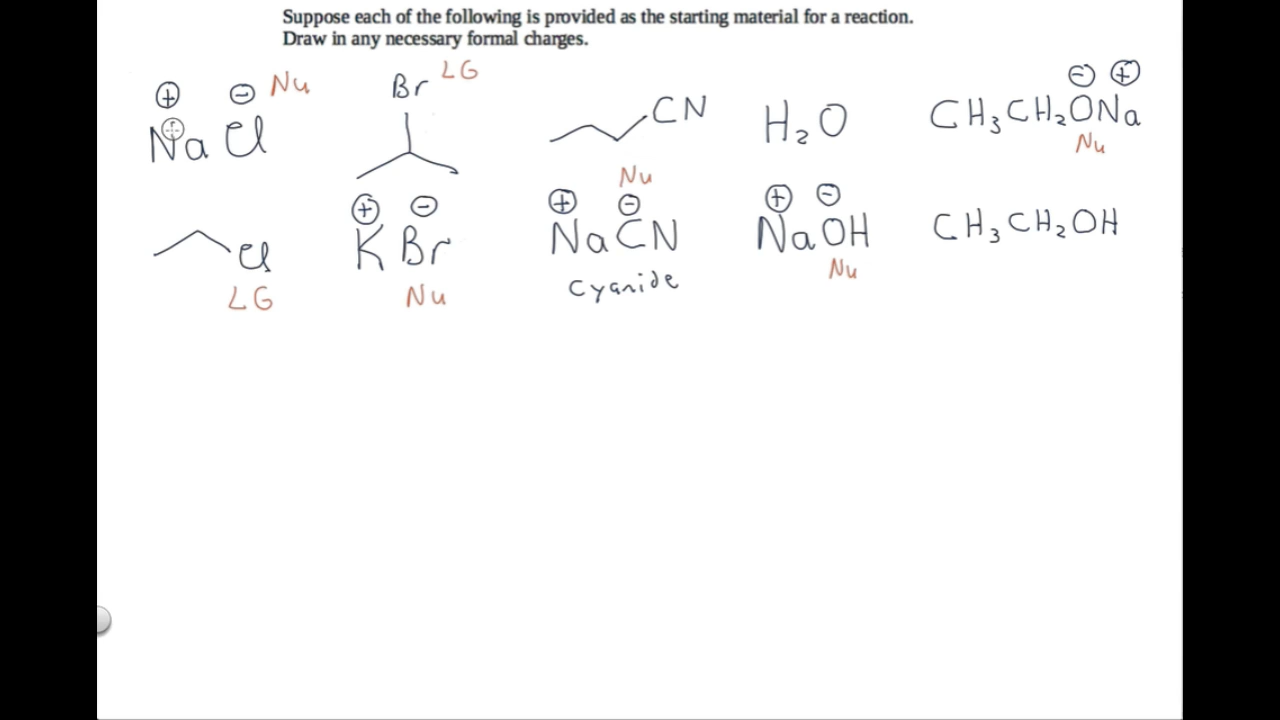 Suppose each of the following is provided as the starting material for a reaction.
Draw in any necessary formal charges.
⊕ ⊖ Nu
NaCl
Br LG
CN
H₂O
⊖ ⊕
CH₃CH₂ONa
Nu
Cl
LG
⊕ ⊖
KBr
Nu
Nu
⊕ ⊖
NaCN
Cyanide
⊕ ⊖
NaOH
Nu
CH₃CH₂OH